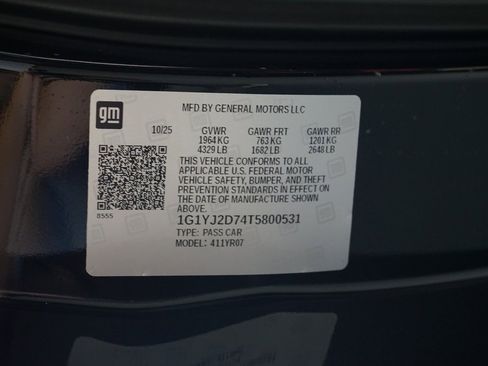 gm
MFD BY GENERAL MOTORS LLC
10/25 GVWR GAWR FRT GAWR RR
1964 KG 763 KG 1201 KG
4329 LB 1682 LB 2648 LB
THIS VEHICLE CONFORMS TO ALL
APPLICABLE U.S. FEDERAL MOTOR
VEHICLE SAFETY, BUMPER, AND THEFT
PREVENTION STANDARDS IN EFFECT ON
THE DATE OF MANUFACTURE SHOWN
ABOVE.
8555
1G1YJ2D74T5800531
TYPE: PASS CAR
MODEL: 411YR07